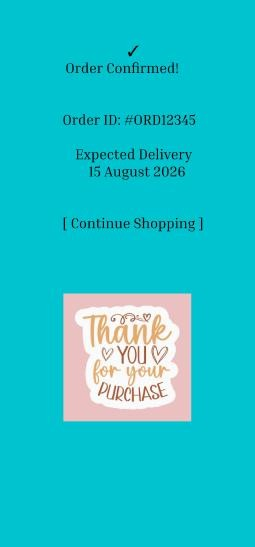 ✓
Order Confirmed!
Order ID: #ORD12345
Expected Delivery
15 August 2026
[ Continue Shopping ]
Thank
YOU
for your
PURCHASE